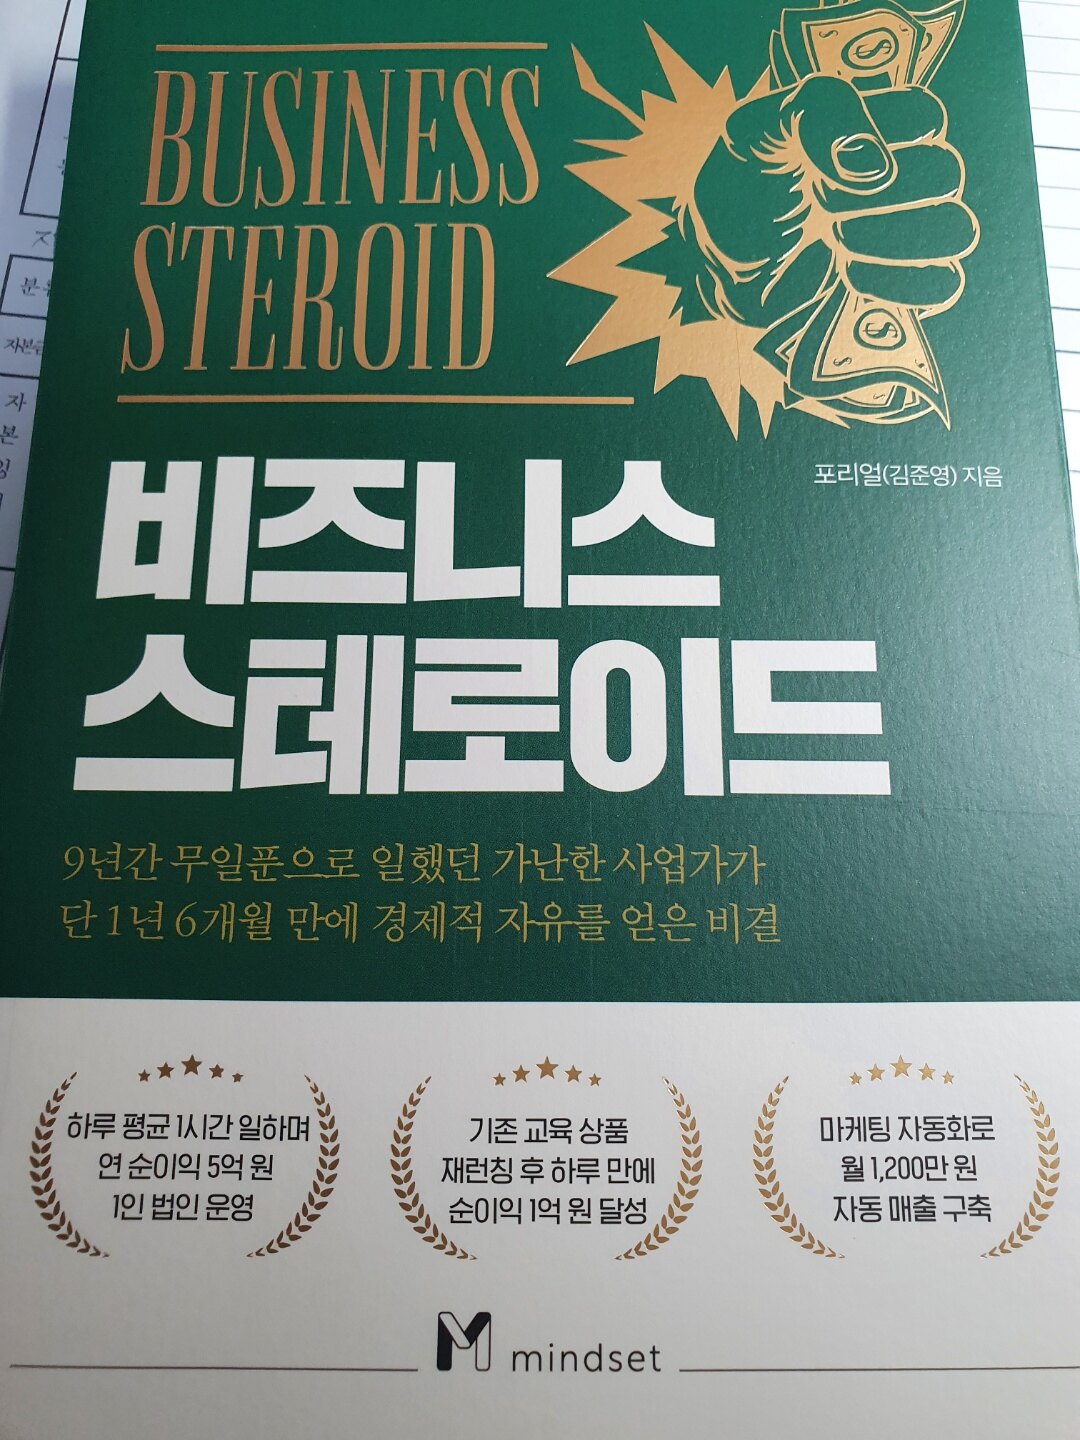 BUSINESS
STEROID
포리얼(김준영) 지음
비즈니스
스테로이드
9년간 무일푼으로 일했던 가난한 사업가가
단 1년 6개월 만에 경제적 자유를 얻은 비결
하루 평균 1시간 일하며
연 순이익 5억 원
1인 법인 운영
기존 교육 상품
재런칭 후 하루 만에
순이익 1억 원 달성
마케팅 자동화로
월 1,200만 원
자동 매출 구축
M mindset
자본금
자
본